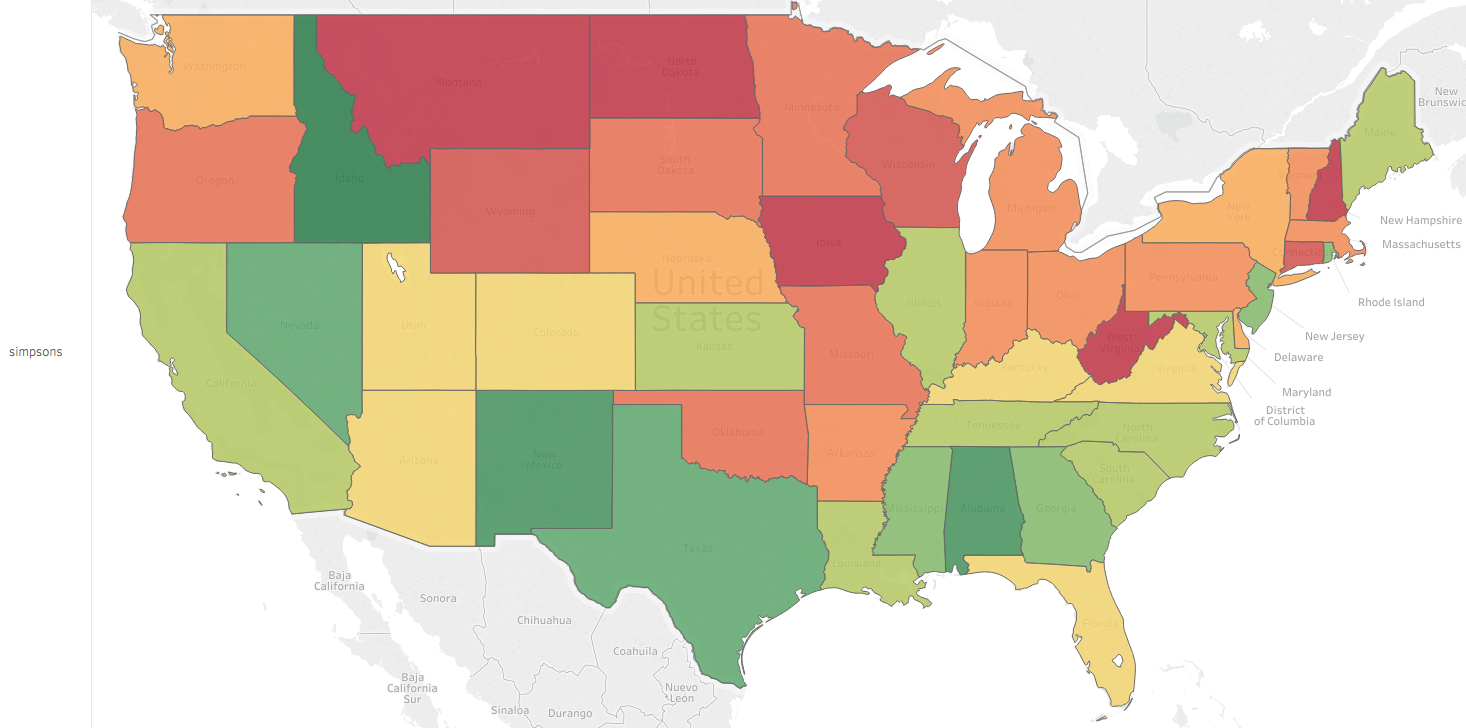 Washington
Montana
North
Dakota
Minnesota
New
Brunswic
Maine
Oregon
Idaho
Wyoming
South
Dakota
Wisconsin
Michigan
New
York
Vermont
New Hampshire
Massachusetts
Connectic
Rhode Island
Iowa
Nebraska
United
States
Pennsylvania
Nevada
Utah
Colorado
Kansas
Illinois
Indiana
Ohio
New Jersey
simpsons
California
Missouri
Kentucky
West
Virginia
Virginia
Delaware
Maryland
District
of Columbia
Arizona
New
Mexico
Oklahoma
Arkansas
Tennessee
North
Carolina
South
Carolina
Texas
Mississippi
Alabama
Georgia
Louisiana
Florida
Baja
California
Sonora
Chihuahua
Coahuila
Baja
California
Sur
Nuevo
León
Sinaloa
Durango